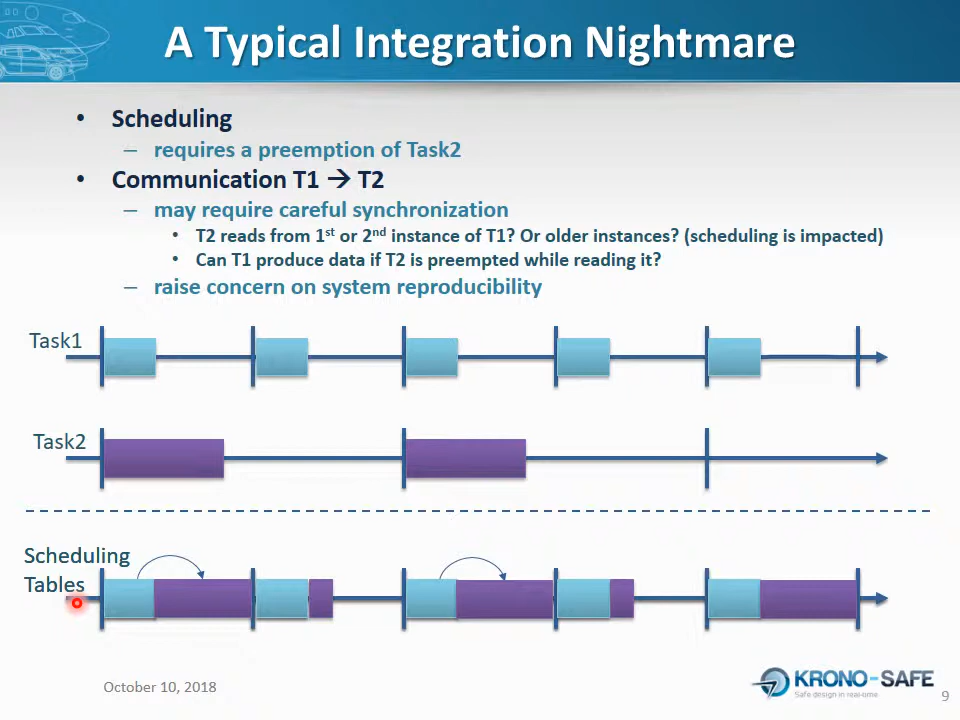 A Typical Integration Nightmare
• Scheduling
– requires a preemption of Task2
• Communication T1 → T2
– may require careful synchronization
• T2 reads from 1st or 2nd instance of T1? Or older instances? (scheduling is impacted)
• Can T1 produce data if T2 is preempted while reading it?
– raise concern on system reproducibility
Task1
Task2
Scheduling
Tables
October 10, 2018
KRONO-SAFE
Safe design in real-time
9